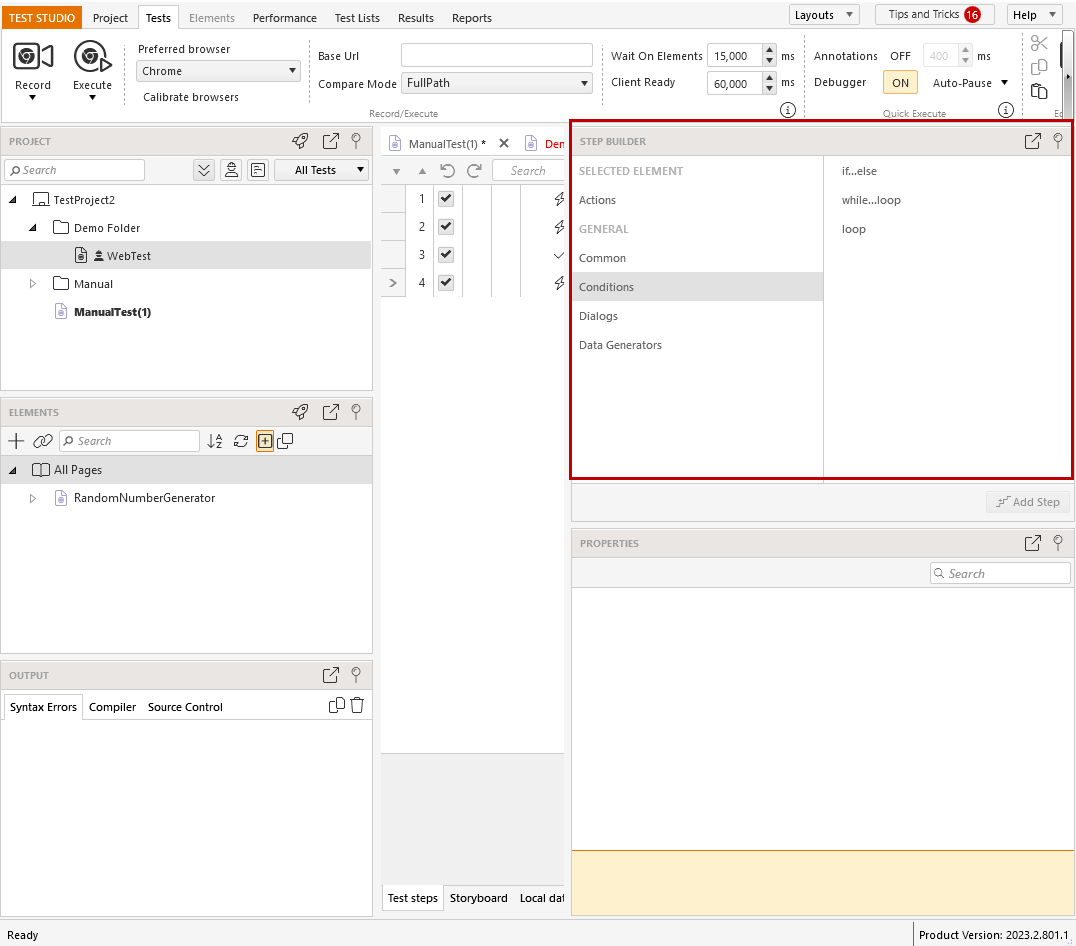 TEST STUDIO Project Tests Elements Performance Test Lists Results Reports Layouts Tips and Tricks 16 Help
Record
Execute
Preferred browser
Chrome
Calibrate browsers
Base Url
Compare Mode FullPath
Record/Execute
Wait On Elements 15,000 ms
Client Ready 60,000 ms
Annotations OFF 400 ms
Debugger ON Auto-Pause
Quick Execute
PROJECT
Search All Tests
TestProject2
Demo Folder
WebTest
Manual
ManualTest(1)
ELEMENTS
Search
All Pages
RandomNumberGenerator
OUTPUT
Syntax Errors Compiler Source Control
ManualTest(1) *
Search
1
2
3
4
Test steps Storyboard
STEP BUILDER
SELECTED ELEMENT
Actions
GENERAL
Common
Conditions
Dialogs
Data Generators
if...else
while...loop
loop
Add Step
PROPERTIES
Search
Ready
Product Version: 2023.2.801.1